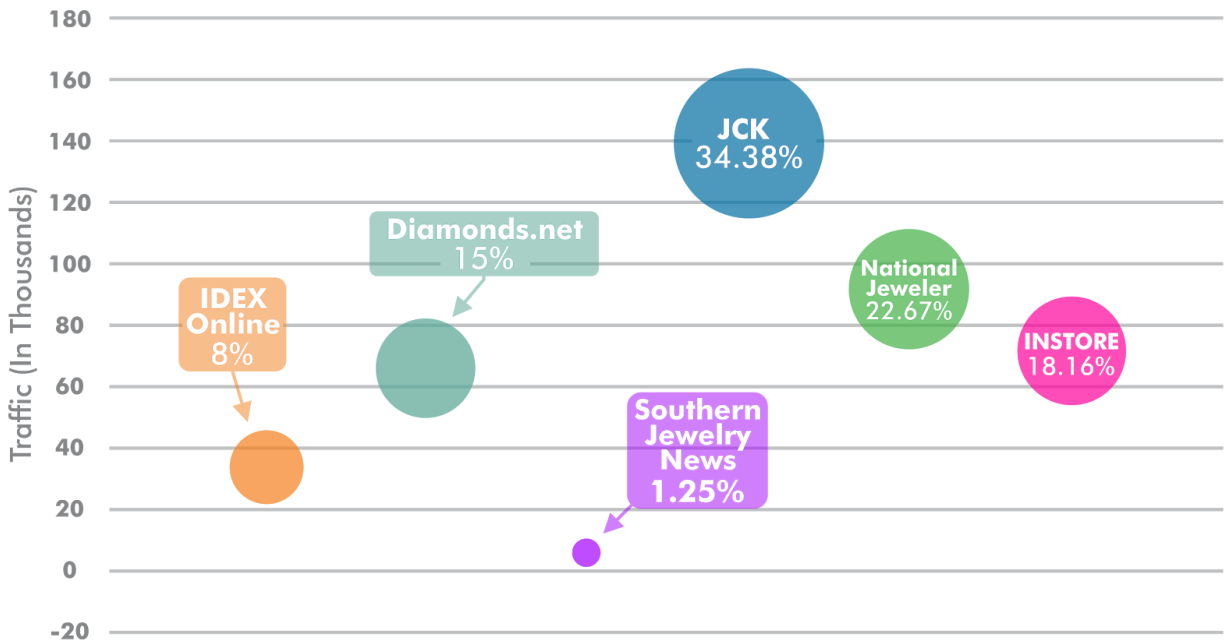 180
160
140
120
100
80
60
40
20
0
-20
Traffic (In Thousands)
IDEX
Online
8%
Diamonds.net
15%
Southern
Jewelry
News
1.25%
JCK
34.38%
National
Jeweler
22.67%
INSTORE
18.16%